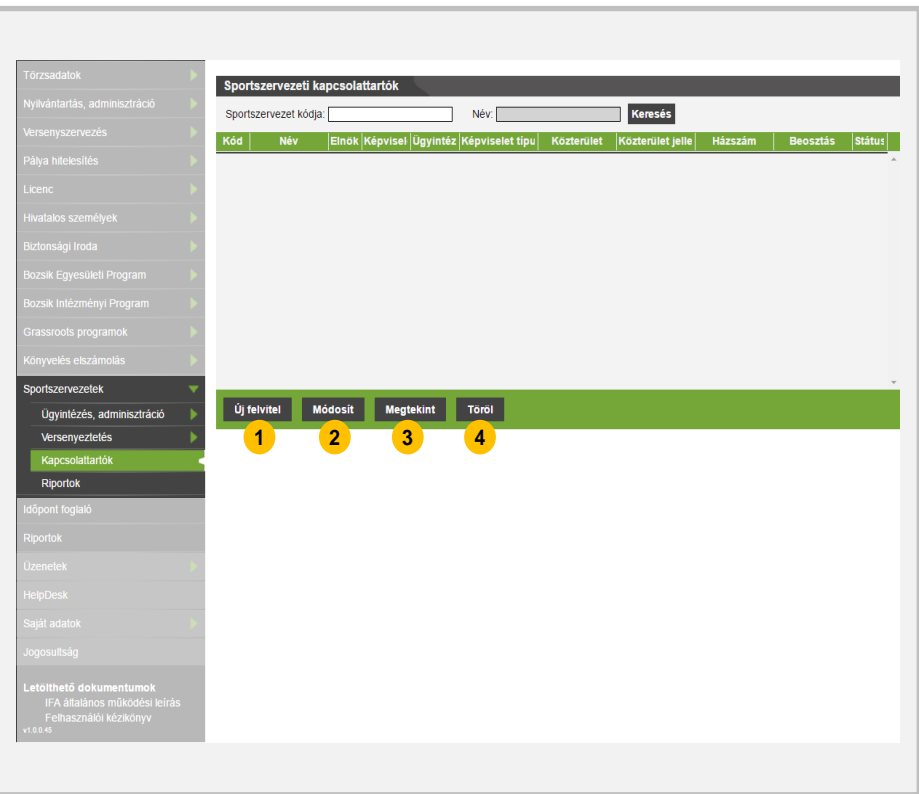 Törzsadatok
Nyilvántartás, adminisztráció
Versenyszervezés
Pálya hitelesítés
Licenc
Hivatalos személyek
Biztonsági Iroda
Bozsik Egyesületi Program
Bozsik Intézményi Program
Grassroots programok
Könyvelés elszámolás
Sportszervezetek
Ügyintézés, adminisztráció
Versenyeztetés
Kapcsolattartók
Riportok
Időpont foglaló
Riportok
Üzenetek
HelpDesk
Saját adatok
Jogosultság
Letölthető dokumentumok
IFA általános működési leírás
Felhasználói kézikönyv
v1.0.0.45
Sportszervezeti kapcsolattartók
Sportszervezet kódja: Név: Keresés
Kód Név Elnök Képvisel Ügyintéz Képviselet típu Közterület Közterület jelle Házszám Beosztás Státus
Új felvitel Módosít Megtekint Töröl
1 2 3 4